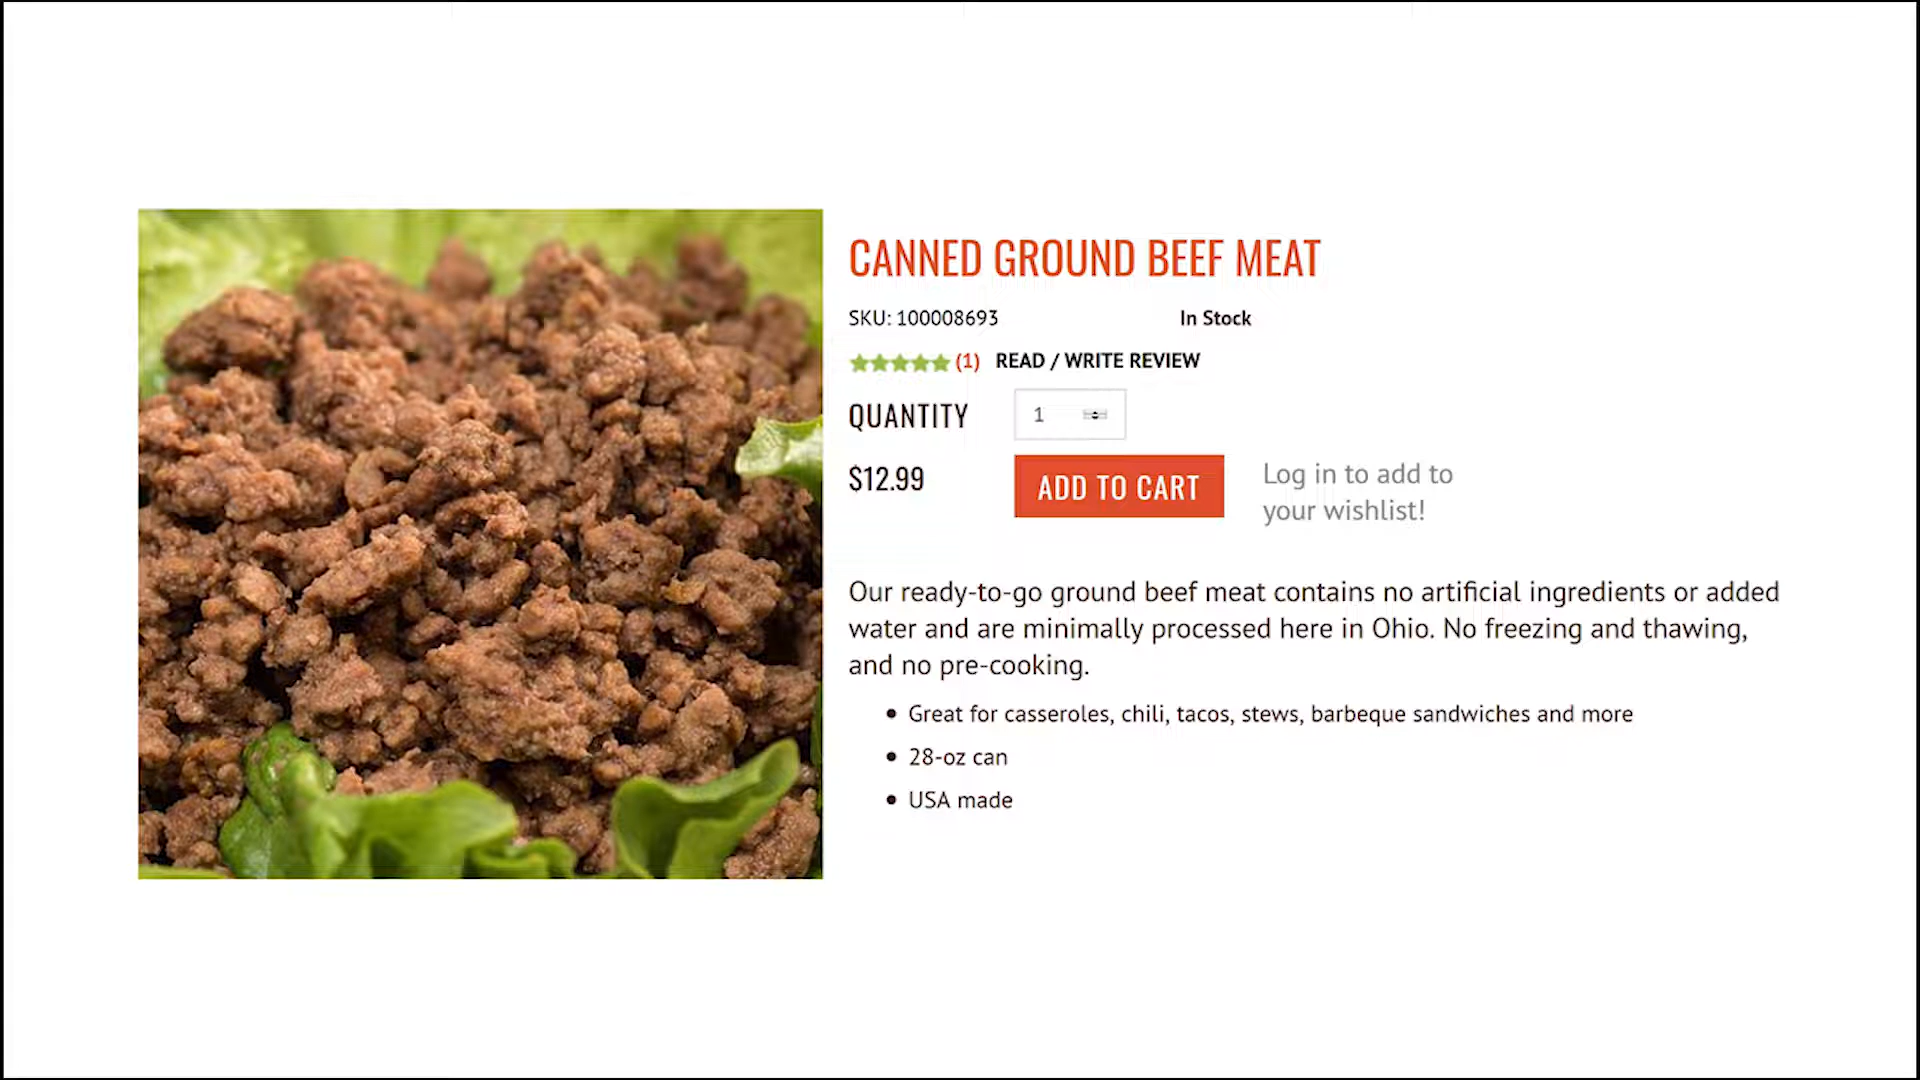 CANNED GROUND BEEF MEAT
SKU: 100008693 In Stock
(1) READ / WRITE REVIEW
QUANTITY 1
$12.99 ADD TO CART Log in to add to
your wishlist!
Our ready-to-go ground beef meat contains no artificial ingredients or added
water and are minimally processed here in Ohio. No freezing and thawing,
and no pre-cooking.
• Great for casseroles, chili, tacos, stews, barbeque sandwiches and more
• 28-oz can
• USA made